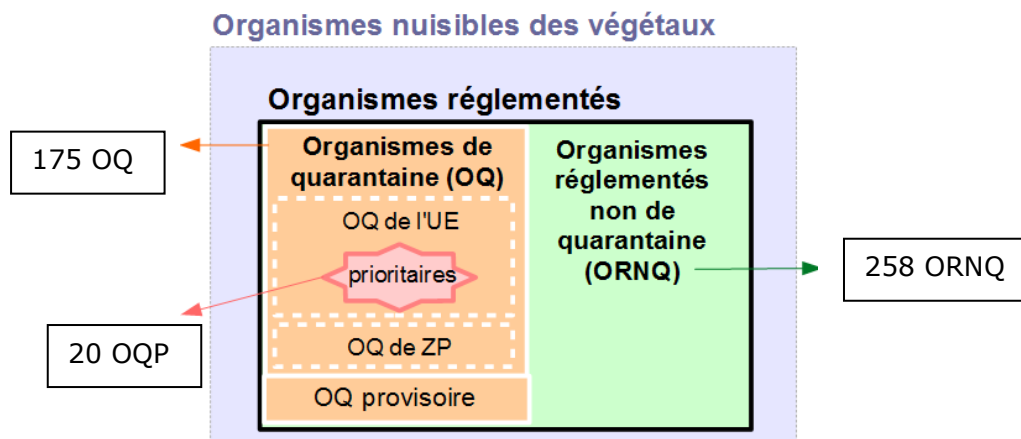 Organismes nuisibles des végétaux
Organismes réglementés
175 OQ
Organismes de
quarantaine (OQ)
OQ de l'UE
prioritaires
20 OQP
OQ de ZP
OQ provisoire
Organismes
réglementés
non de
quarantaine
(ORNQ)
258 ORNQ